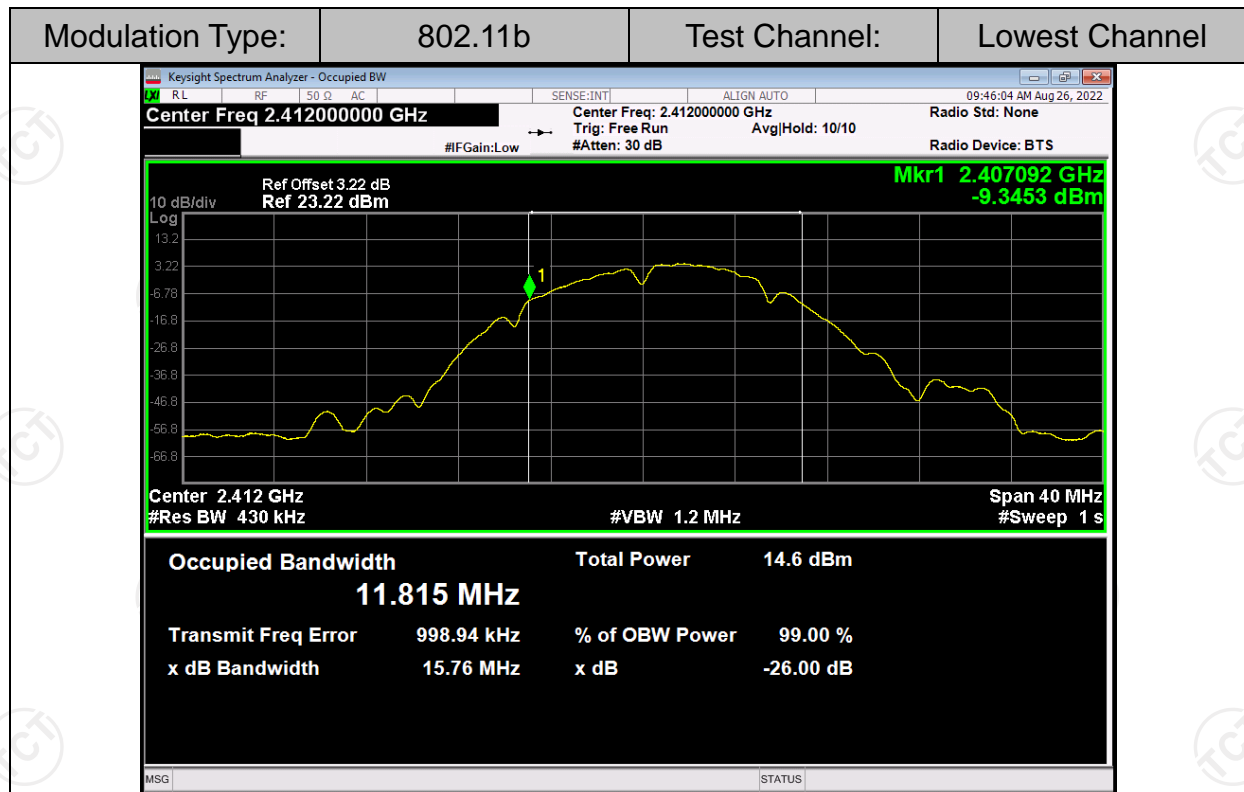 Modulation Type: 802.11b Test Channel: Lowest Channel
Keysight Spectrum Analyzer - Occupied BW
LXI RL RF 50 Ω AC SENSE:INT ALIGN AUTO 09:46:04 AM Aug 26, 2022
Center Freq 2.412000000 GHz Center Freq: 2.412000000 GHz Radio Std: None
Trig: Free Run Avg|Hold: 10/10
#IFGain:Low #Atten: 30 dB Radio Device: BTS
Mkr1 2.407092 GHz
-9.3453 dBm
Ref Offset 3.22 dB
10 dB/div Ref 23.22 dBm
Log
13.2
3.22
1
-6.78
-16.8
-26.8
-36.8
-46.8
-56.8
-66.8
Center 2.412 GHz Span 40 MHz
#Res BW 430 kHz #VBW 1.2 MHz #Sweep 1 s
Occupied Bandwidth Total Power 14.6 dBm
11.815 MHz
Transmit Freq Error 998.94 kHz % of OBW Power 99.00 %
x dB Bandwidth 15.76 MHz x dB -26.00 dB
MSG STATUS
TCT
TCT
TCT
TCT
TCT
TCT